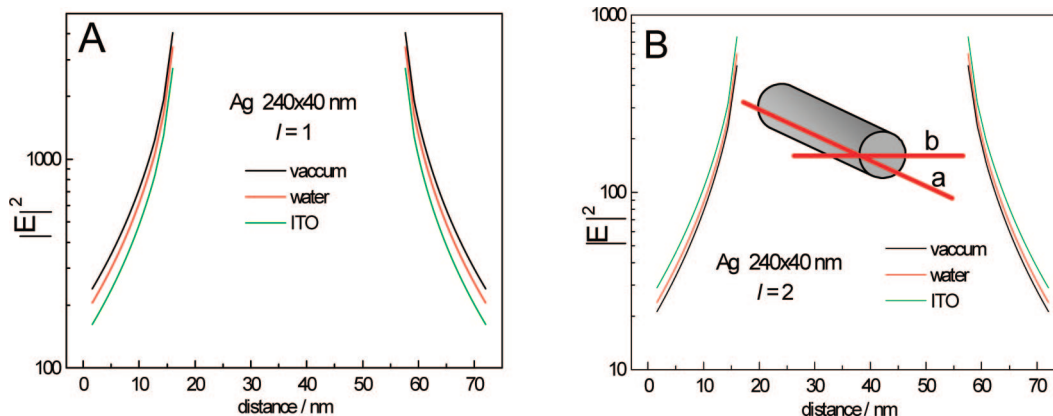 A
Ag 240x40 nm
l = 1
vaccum
water
ITO
1000
100
|E|²
0 10 20 30 40 50 60 70
distance / nm
B
1000
100
10
|E|²
b
a
Ag 240x40 nm
l = 2
vaccum
water
ITO
0 10 20 30 40 50 60 70
distance / nm